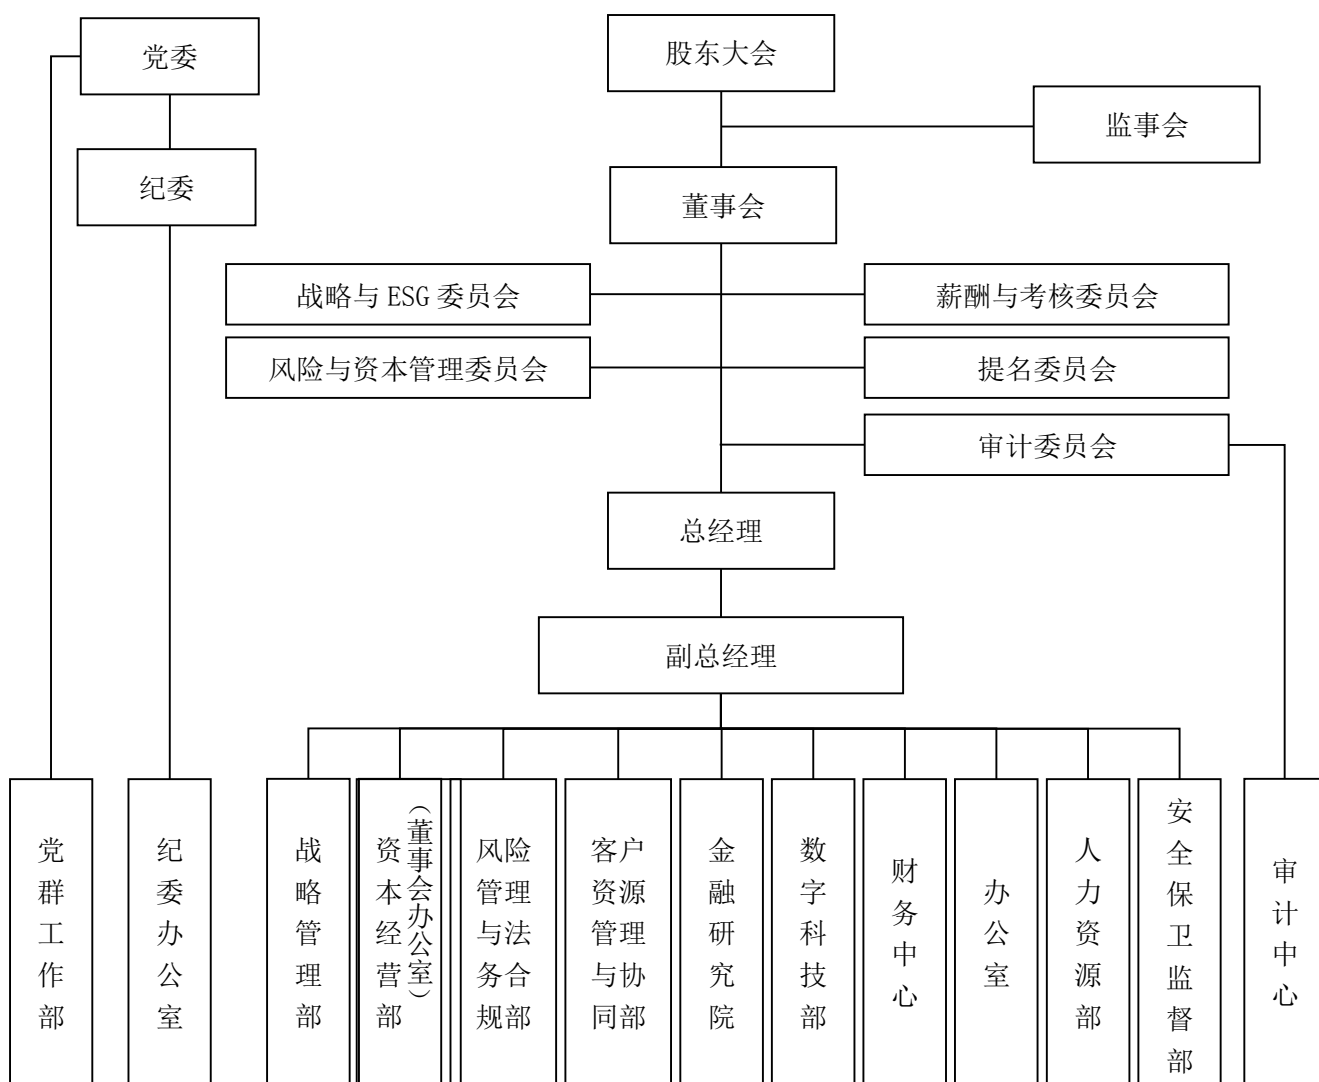 党委
股东大会
监事会
纪委
董事会
战略与 ESG 委员会
薪酬与考核委员会
风险与资本管理委员会
提名委员会
审计委员会
总经理
副总经理
党群工作部
纪委办公室
战略管理部
资本经营部
（董事会办公室）
风险
管理
与法
务合
规部
客户
资源
管理
与协
同部
金融研究院
数字科技部
财务中心
办公室
人力资源部
安全保卫监督部
审计中心